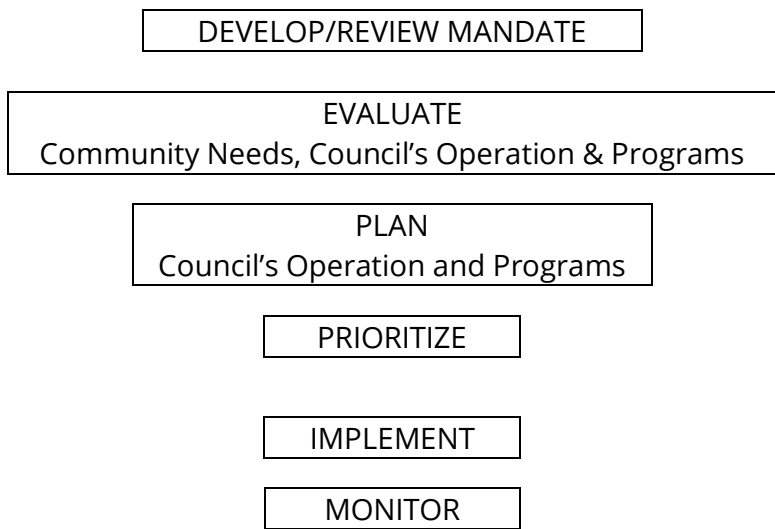 DEVELOP/REVIEW MANDATE
EVALUATE
Community Needs, Council’s Operation & Programs
PLAN
Council’s Operation and Programs
PRIORITIZE
IMPLEMENT
MONITOR